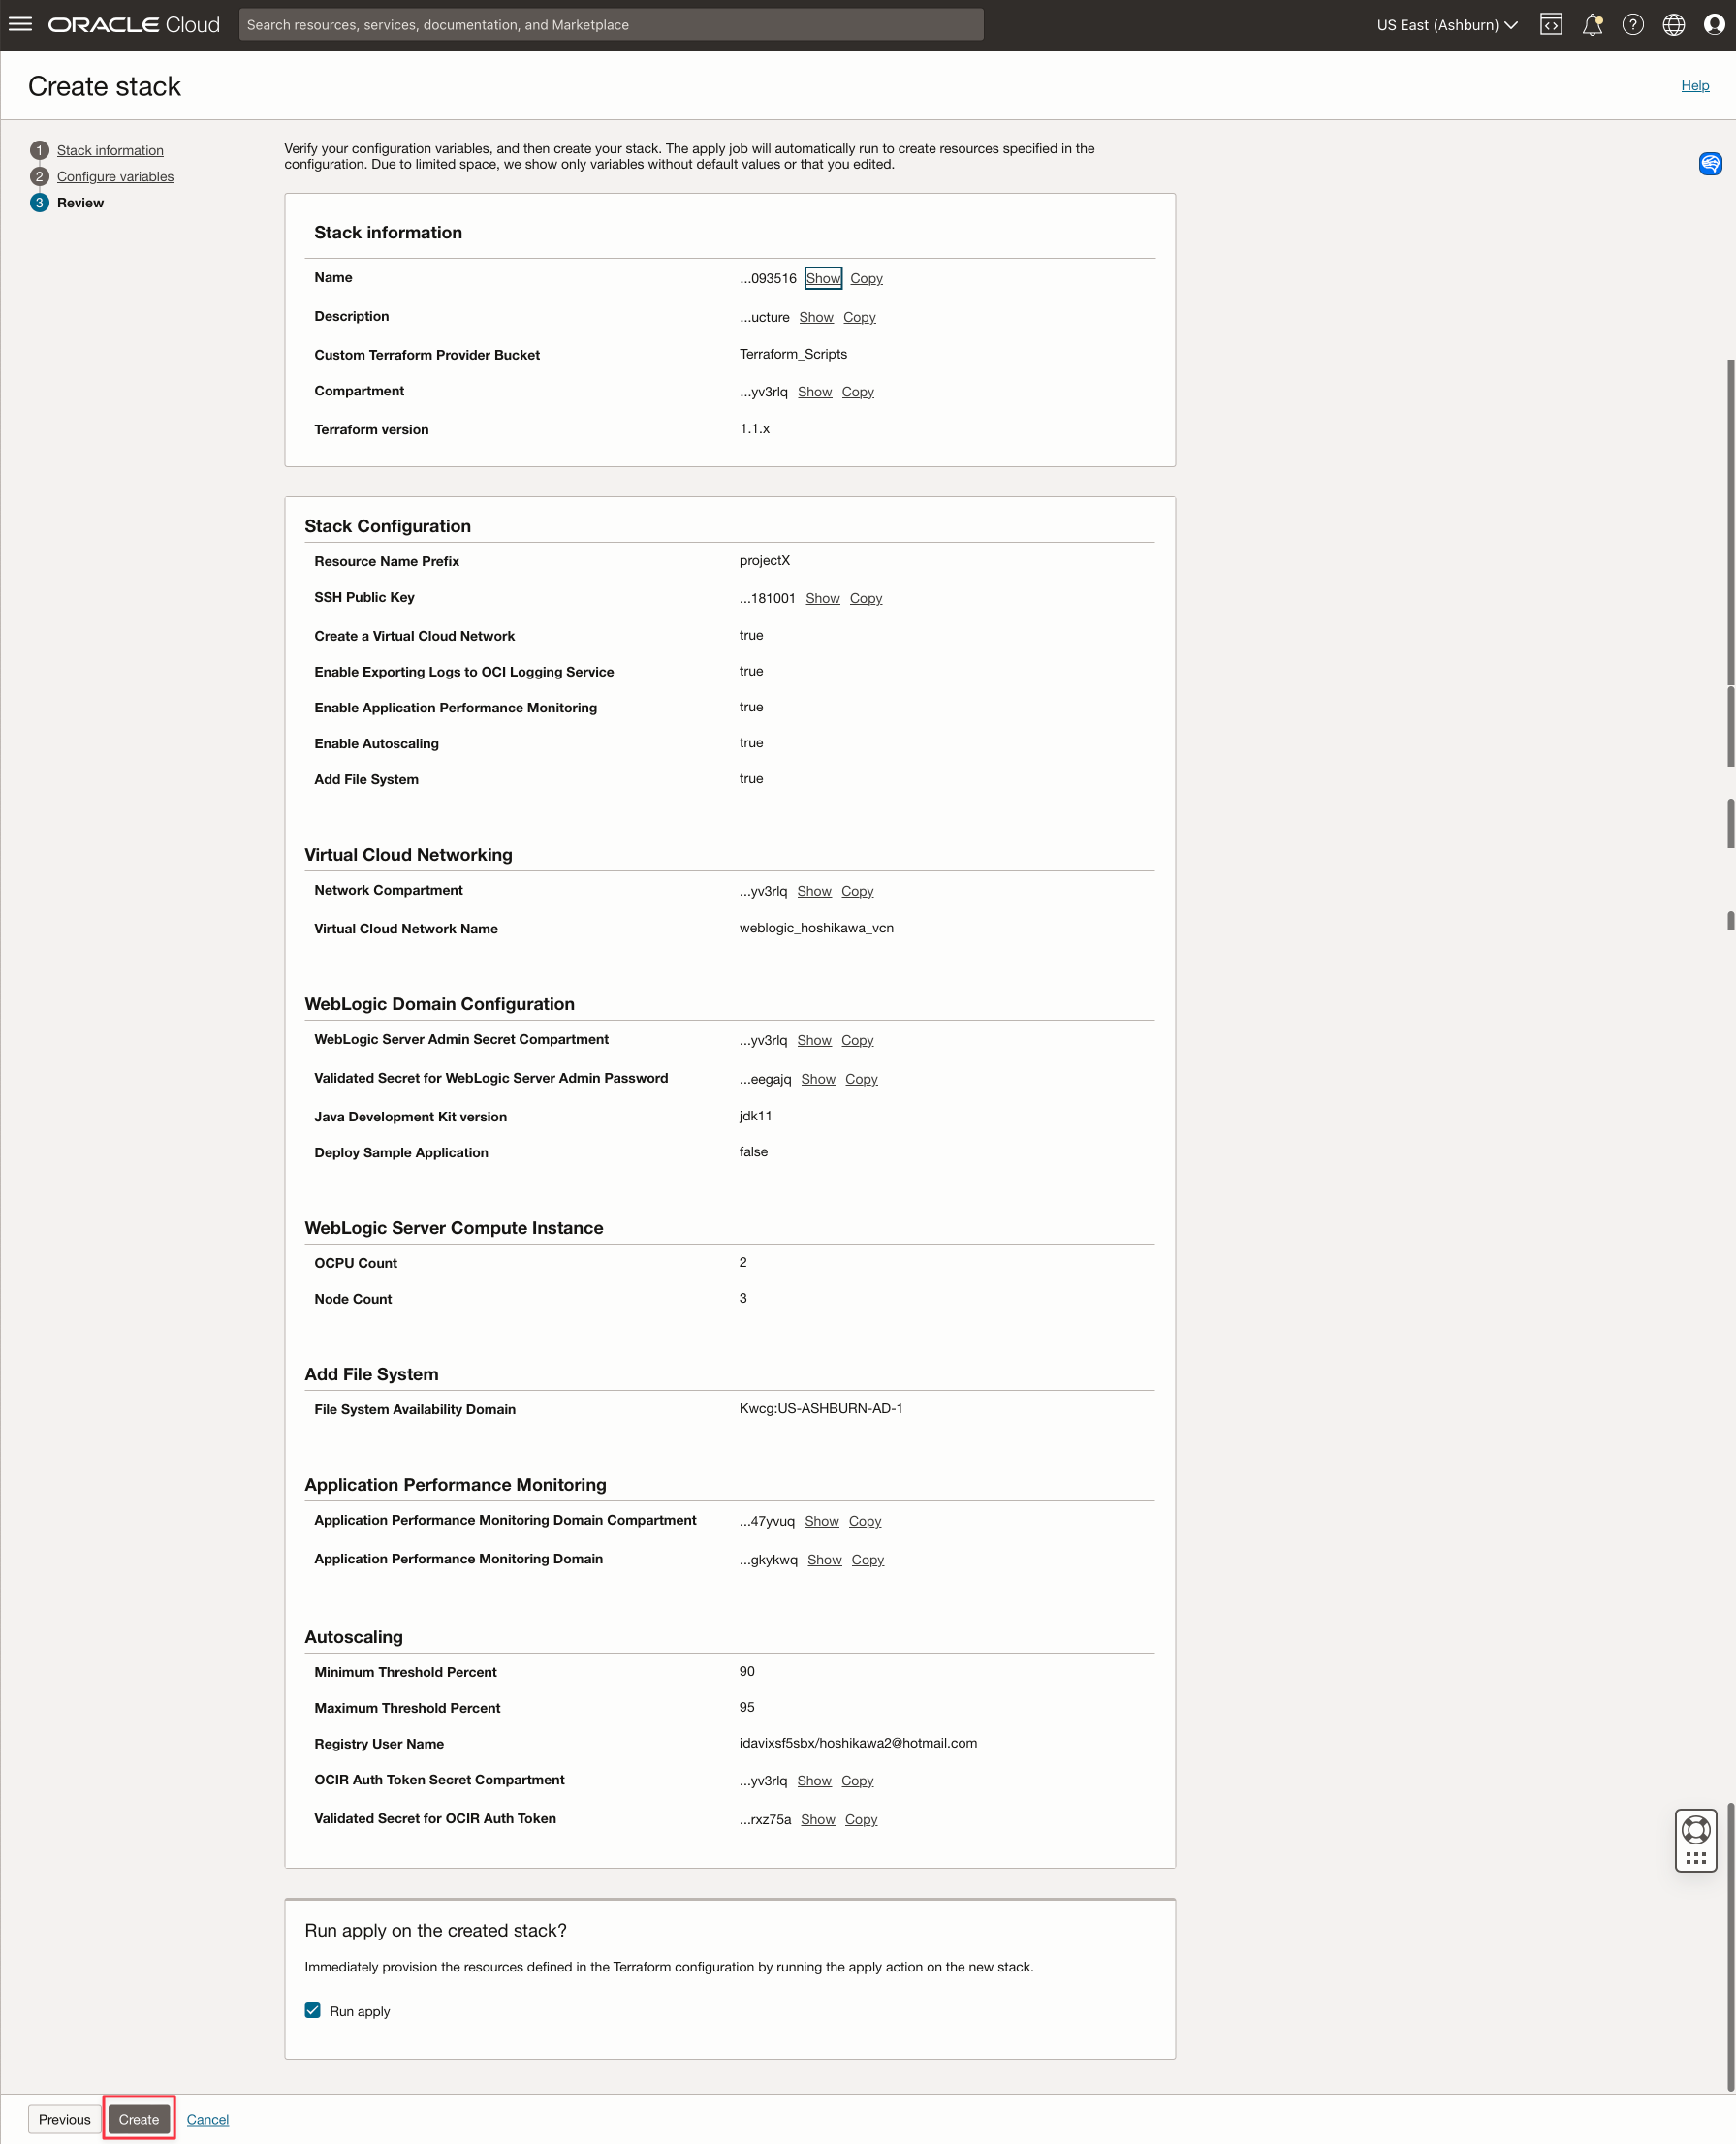 ORACLE Cloud
Search resources, services, documentation, and Marketplace
US East (Ashburn)
Create stack
Help
1 Stack information
2 Configure variables
3 Review
Verify your configuration variables, and then create your stack. The apply job will automatically run to create resources specified in the
configuration. Due to limited space, we show only variables without default values or that you edited.
Stack information
Name ...093516 Show Copy
Description ...ucture Show Copy
Custom Terraform Provider Bucket Terraform_Scripts
Compartment ...yv3rlq Show Copy
Terraform version 1.1.x
Stack Configuration
Resource Name Prefix projectX
SSH Public Key ...181001 Show Copy
Create a Virtual Cloud Network true
Enable Exporting Logs to OCI Logging Service true
Enable Application Performance Monitoring true
Enable Autoscaling true
Add File System true
Virtual Cloud Networking
Network Compartment ...yv3rlq Show Copy
Virtual Cloud Network Name weblogic_hoshikawa_vcn
WebLogic Domain Configuration
WebLogic Server Admin Secret Compartment ...yv3rlq Show Copy
Validated Secret for WebLogic Server Admin Password ...eegajq Show Copy
Java Development Kit version jdk11
Deploy Sample Application false
WebLogic Server Compute Instance
OCPU Count 2
Node Count 3
Add File System
File System Availability Domain Kwcg:US-ASHBURN-AD-1
Application Performance Monitoring
Application Performance Monitoring Domain Compartment ...47yvuq Show Copy
Application Performance Monitoring Domain ...gkykwq Show Copy
Autoscaling
Minimum Threshold Percent 90
Maximum Threshold Percent 95
Registry User Name idavixsf5sbx/hoshikawa2@hotmail.com
OCIR Auth Token Secret Compartment ...yv3rlq Show Copy
Validated Secret for OCIR Auth Token ...rxz75a Show Copy
Run apply on the created stack?
Immediately provision the resources defined in the Terraform configuration by running the apply action on the new stack.
Run apply
Previous Create Cancel